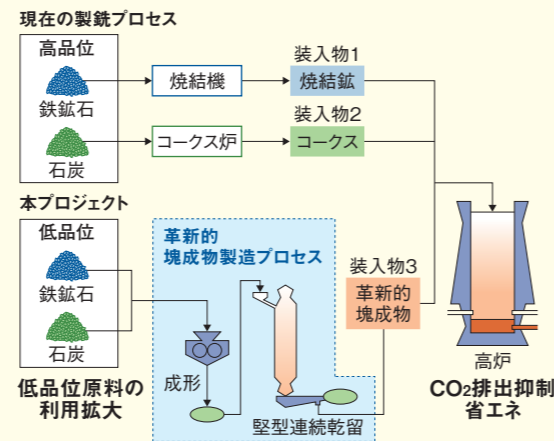 現在の製銑プロセス
高品位
鉄鉱石
石炭
焼結機
コークス炉
装入物1
焼結鉱
装入物2
コークス
本プロジェクト
低品位
鉄鉱石
石炭
低品位原料の
利用拡大
革新的
塊成物製造プロセス
成形
竪型連続乾留
装入物3
革新的
塊成物
高炉
CO2排出抑制
省エネ